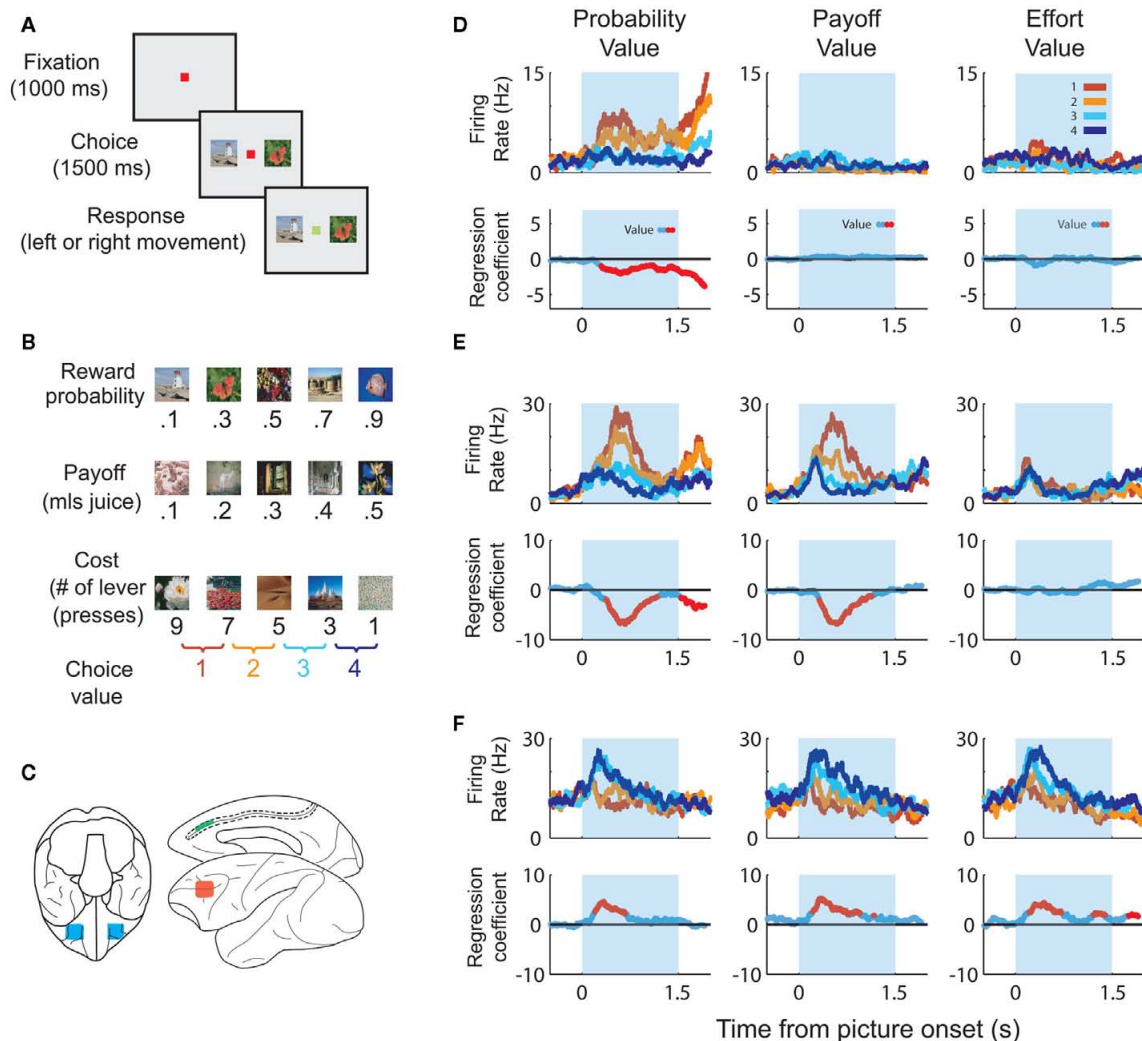 A
Fixation
(1000 ms)
Choice
(1500 ms)
Response
(left or right movement)
B
Reward
probability
.1 .3 .5 .7 .9
Payoff
(mls juice)
.1 .2 .3 .4 .5
Cost
(# of lever
(presses)
9 7 5 3 1
Choice
value
1 2 3 4
C
D
Probability
Value
Payoff
Value
Effort
Value
Firing
Rate (Hz)
15
0
15
0
15
0
1
2
3
4
Regression
coefficient
5
0
-5
Value
5
0
-5
Value
5
0
-5
Value
0 1.5
0 1.5
0 1.5
E
Firing
Rate (Hz)
30
0
30
0
30
0
Regression
coefficient
10
0
-10
10
0
-10
10
0
-10
0 1.5
0 1.5
0 1.5
F
Firing
Rate (Hz)
30
0
30
0
30
0
Regression
coefficient
10
0
-10
10
0
-10
10
0
-10
0 1.5
0 1.5
0 1.5
Time from picture onset (s)